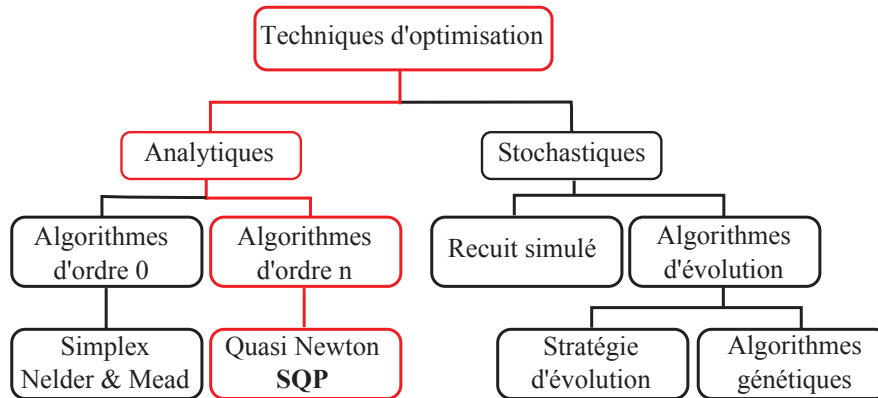 Techniques d'optimisation
Analytiques
Stochastiques
Algorithmes
d'ordre 0
Algorithmes
d'ordre n
Recuit simulé
Algorithmes
d'évolution
Simplex
Nelder & Mead
Quasi Newton
SQP
Stratégie
d'évolution
Algorithmes
génétiques